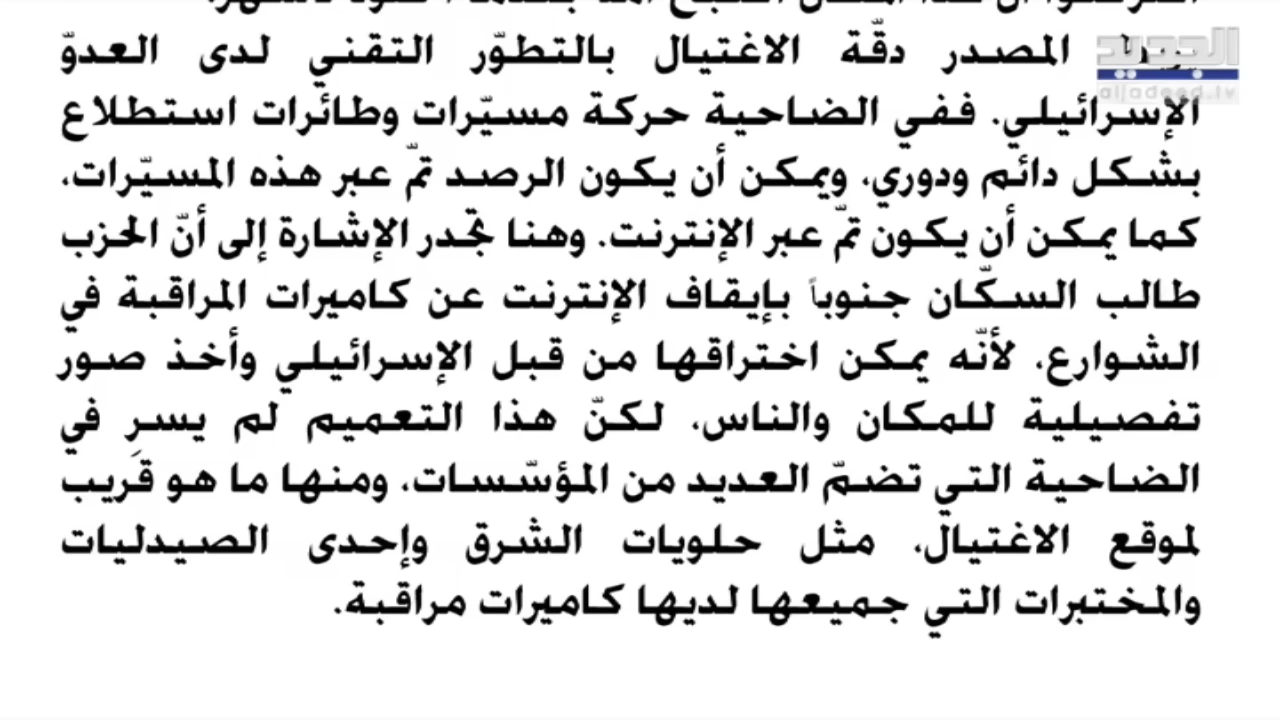 الجديد
aljadeed.tv
المصدر دقّة الاغتيال بالتطوّر التقني لدى العدوّ
الإسرائيلي. ففي الضاحية حركة مسيّرات وطائرات استطلاع
بشكل دائم ودوري، ويمكن أن يكون الرصد تمّ عبر هذه المسيّرات،
كما يمكن أن يكون تمّ عبر الإنترنت. وهنا تجدر الإشارة إلى أنّ الحزب
طالب السكّان جنوباً بإيقاف الإنترنت عن كاميرات المراقبة في
الشوارع، لأنّه يمكن اختراقها من قبل الإسرائيلي وأخذ صور
تفصيلية للمكان والناس، لكنّ هذا التعميم لم يسرِ في
الضاحية التي تضمّ العديد من المؤسّسات، ومنها ما هو قَريب
لموقع الاغتيال، مثل حلويات الشرق وإحدى الصيدليات
والمختبرات التي جميعها لديها كاميرات مراقبة.